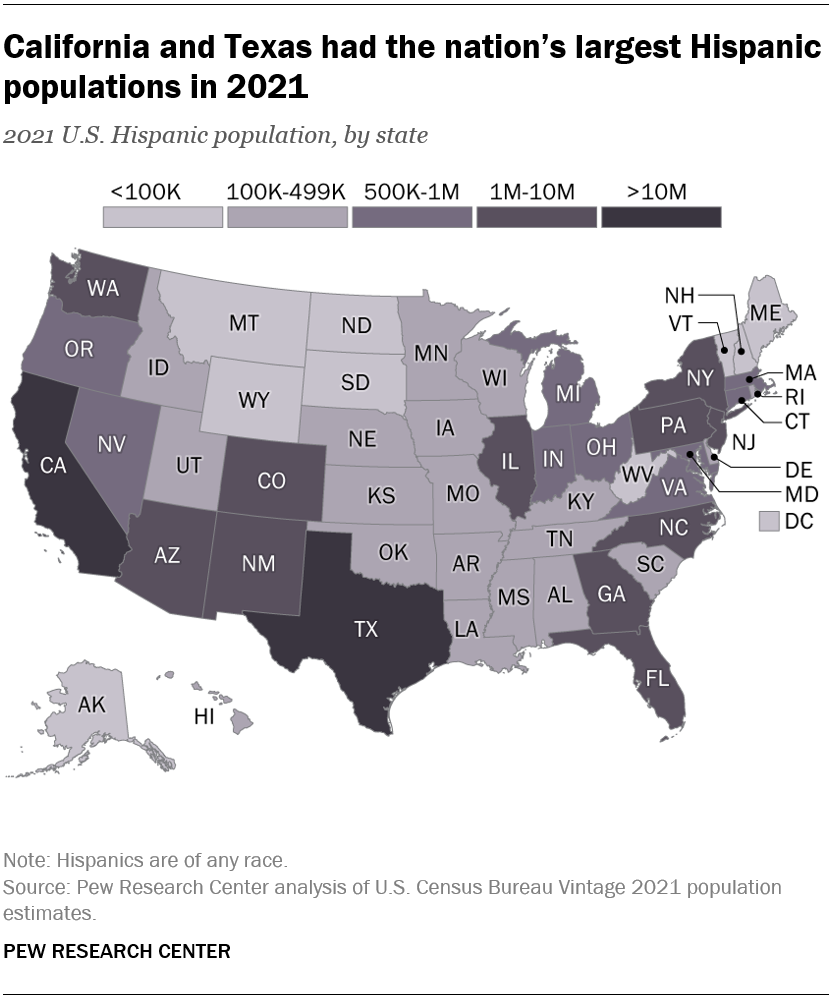 California and Texas had the nation's largest Hispanic
populations in 2021
2021 U.S. Hispanic population, by state
<100K 100K-499K 500K-1M 1M-10M >10M
WA
MT
ND
MN
ME
NH
VT
OR
ID
SD
WI
MI
NY
MA
RI
CT
WY
IA
PA
NJ
NV
UT
NE
IL
IN
OH
CA
CO
KS
MO
WV
VA
DE
MD
DC
KY
NC
TN
AZ
NM
OK
AR
SC
MS
AL
GA
TX
LA
FL
AK
HI
Note: Hispanics are of any race.
Source: Pew Research Center analysis of U.S. Census Bureau Vintage 2021 population
estimates.
PEW RESEARCH CENTER